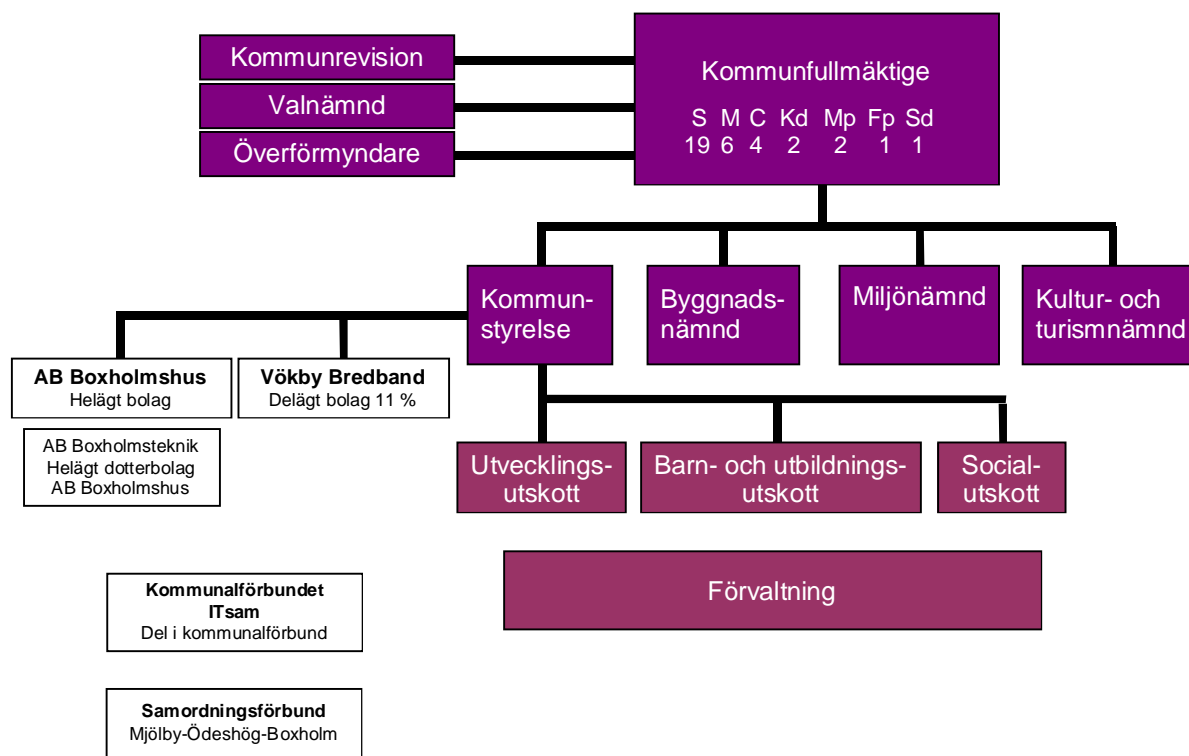 Kommunrevision
Valnämnd
Överförmyndare
Kommunfullmäktige
S M C Kd Mp Fp Sd
19 6 4 2 2 1 1
Kommun-
styrelse
Byggnads-
nämnd
Miljönämnd
Kultur- och
turismnämnd
AB Boxholmshus
Helägt bolag
Vökby Bredband
Delägt bolag 11 %
AB Boxholmsteknik
Helägt dotterbolag
AB Boxholmshus
Utvecklings-
utskott
Barn- och utbildnings-
utskott
Social-
utskott
Förvaltning
Kommunalförbundet
ITsam
Del i kommunalförbund
Samordningsförbund
Mjölby-Ödeshög-Boxholm